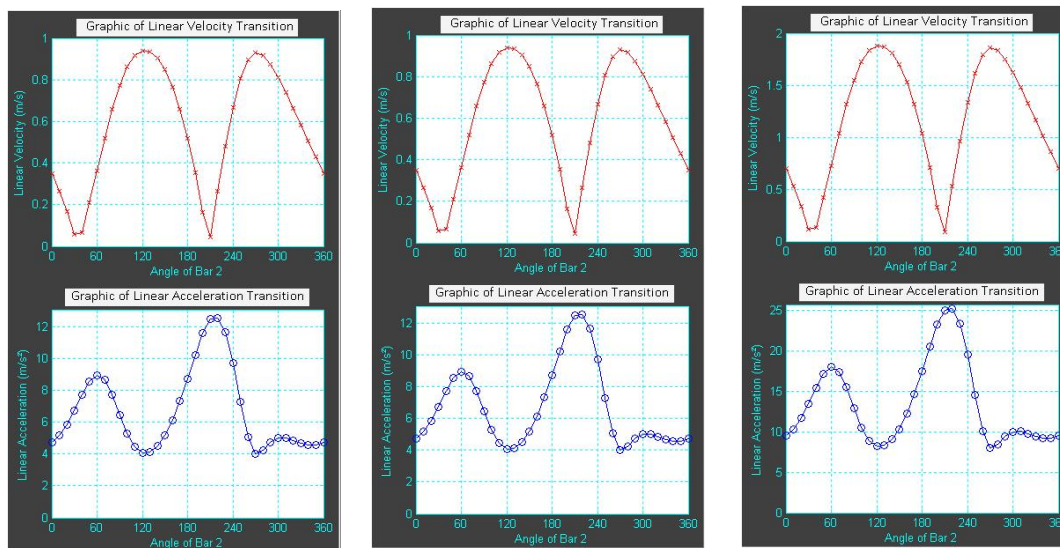 Graphic of Linear Velocity Transition
1
0.8
0.6
0.4
0.2
0
Linear Velocity (m/s)
0 60 120 180 240 300 360
Angle of Bar 2
Graphic of Linear Acceleration Transition
12
10
8
6
4
2
0
Linear Acceleration (m/s²)
0 60 120 180 240 300 360
Angle of Bar 2
Graphic of Linear Velocity Transition
1
0.8
0.6
0.4
0.2
0
Linear Velocity (m/s)
0 60 120 180 240 300 360
Angle of Bar 2
Graphic of Linear Acceleration Transition
12
10
8
6
4
2
0
Linear Acceleration (m/s²)
0 60 120 180 240 300 360
Angle of Bar 2
Graphic of Linear Velocity Transition
2
1.5
1
0.5
0
Linear Velocity (m/s)
0 60 120 180 240 300 360
Angle of Bar 2
Graphic of Linear Acceleration Transition
25
20
15
10
5
0
Linear Acceleration (m/s²)
0 60 120 180 240 300 360
Angle of Bar 2